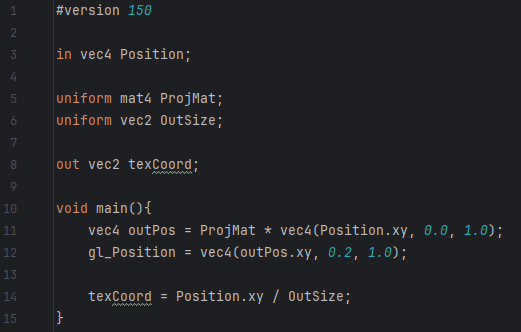 1 #version 150
2
3 in vec4 Position;
4
5 uniform mat4 ProjMat;
6 uniform vec2 OutSize;
7
8 out vec2 texCoord;
9
10 void main(){
11     vec4 outPos = ProjMat * vec4(Position.xy, 0.0, 1.0);
12     gl_Position = vec4(outPos.xy, 0.2, 1.0);
13
14     texCoord = Position.xy / OutSize;
15 }